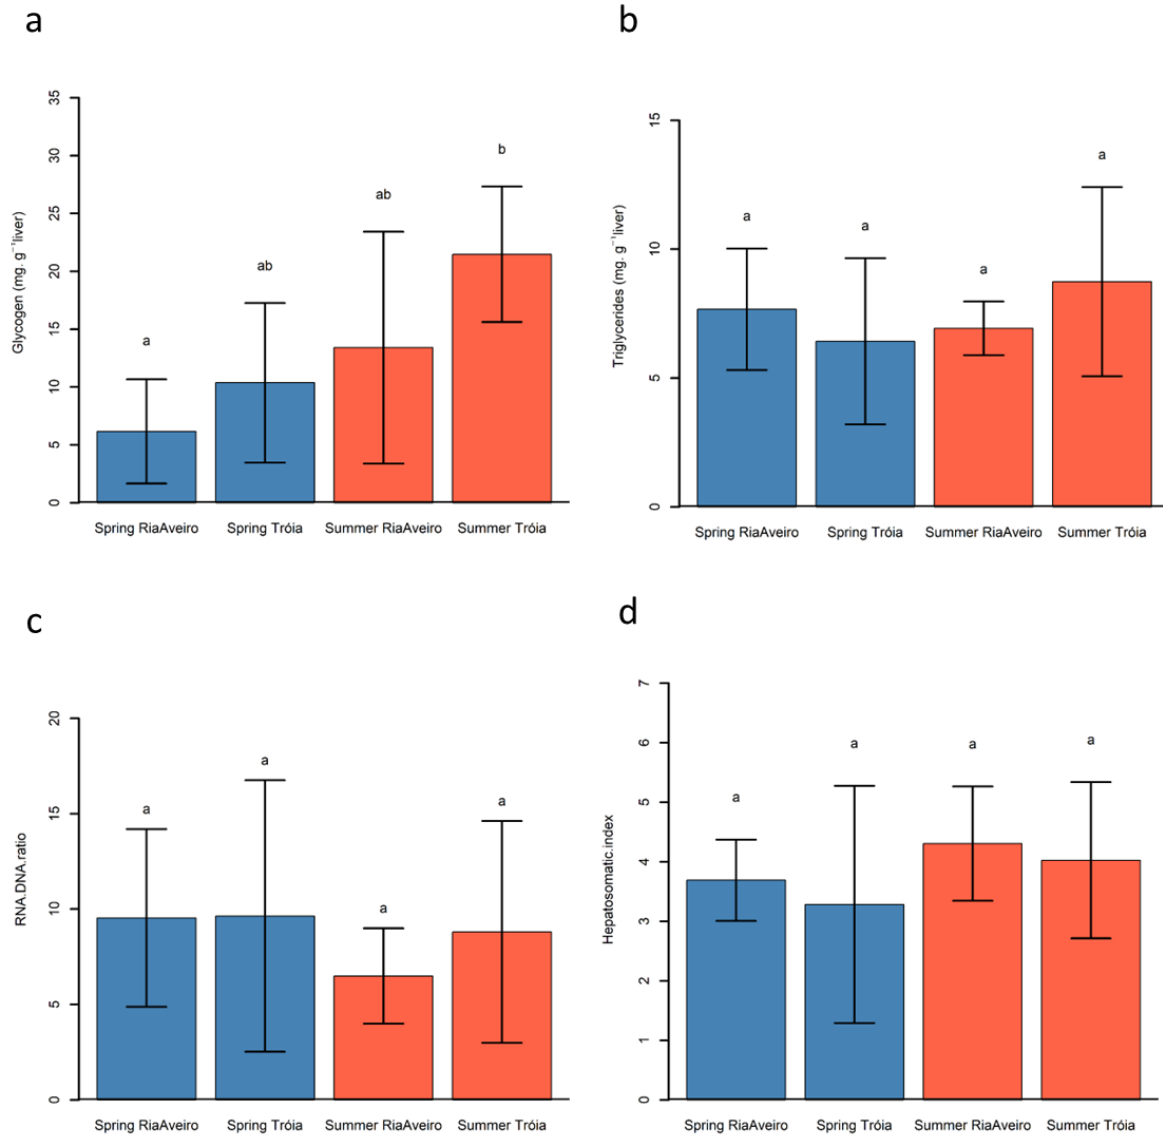 a
Glycogen (mg. g⁻¹liver)
35
30
25
20
15
10
5
0
a
ab
ab
b
Spring RiaAveiro
Spring Tróia
Summer RiaAveiro
Summer Tróia
b
Triglycerides (mg. g⁻¹liver)
15
10
5
0
a
a
a
a
Spring RiaAveiro
Spring Tróia
Summer RiaAveiro
Summer Tróia
c
RNA.DNA.ratio
20
15
10
5
0
a
a
a
a
Spring RiaAveiro
Spring Tróia
Summer RiaAveiro
Summer Tróia
d
Hepatosomatic.index
7
6
5
4
3
2
1
0
a
a
a
a
Spring RiaAveiro
Spring Tróia
Summer RiaAveiro
Summer Tróia